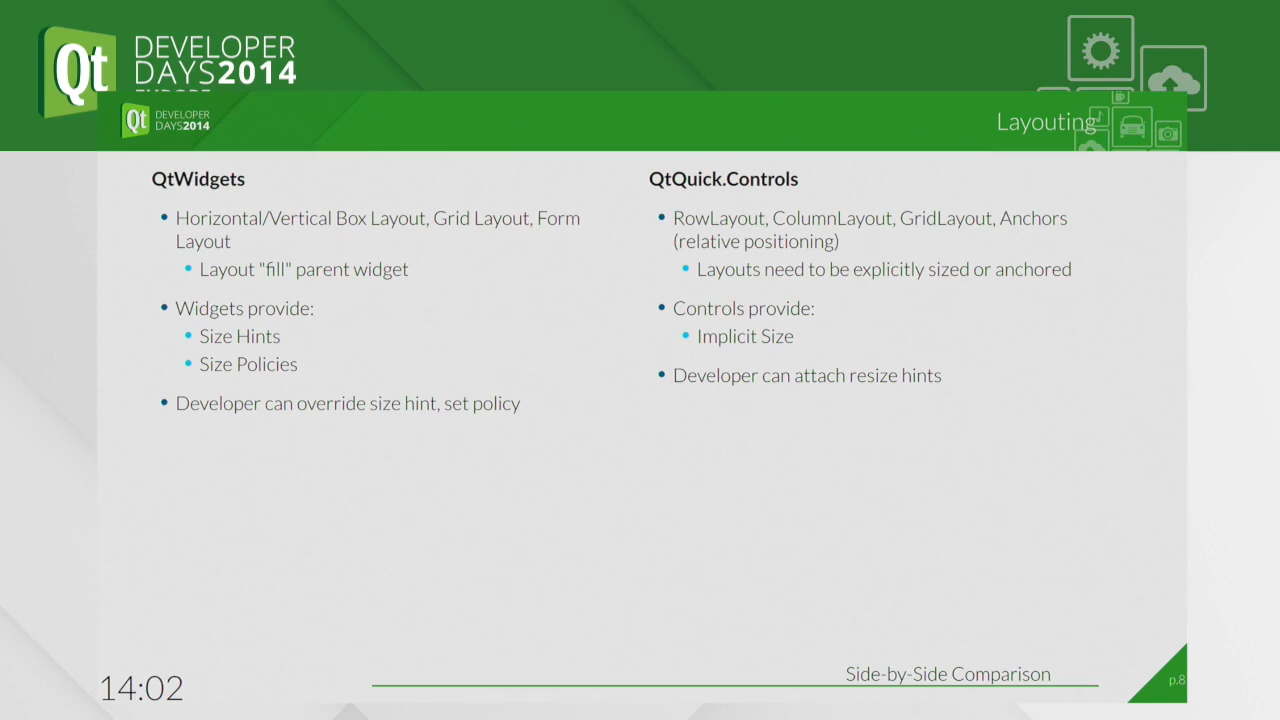 Qt DEVELOPER
DAYS2014
Qt DEVELOPER
DAYS2014
Layouting
QtWidgets
Horizontal/Vertical Box Layout, Grid Layout, Form
Layout
Layout "fill" parent widget
Widgets provide:
Size Hints
Size Policies
Developer can override size hint, set policy
QtQuick.Controls
RowLayout, ColumnLayout, GridLayout, Anchors
(relative positioning)
Layouts need to be explicitly sized or anchored
Controls provide:
Implicit Size
Developer can attach resize hints
14:02
Side-by-Side Comparison
p.8